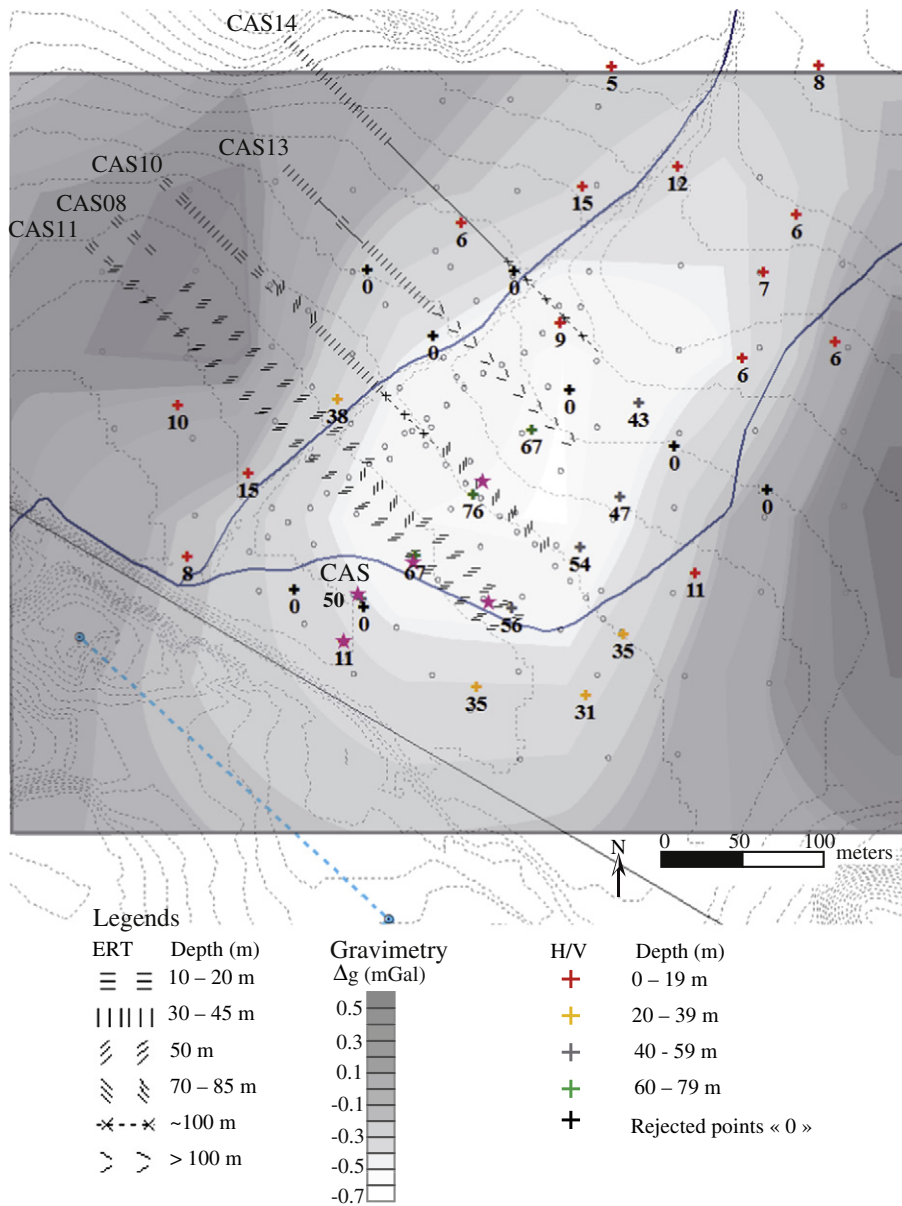 CAS14
5 8
CAS13
CAS10
12
15
CAS08
6
6
CAS11
0 0
7
9
0
6
6
38
0
43
10
67
0
15
76
47
0
54
8
CAS
67
11
50
0
0
56
35
11
35
31
N
0 50 100
meters
Legends
ERT Depth (m)
10 – 20 m
30 – 45 m
50 m
70 – 85 m
~100 m
> 100 m
Gravimetry
Δg (mGal)
0.5
0.3
0.1
-0.1
-0.3
-0.5
-0.7
H/V Depth (m)
0 – 19 m
20 – 39 m
40 - 59 m
60 – 79 m
Rejected points « 0 »